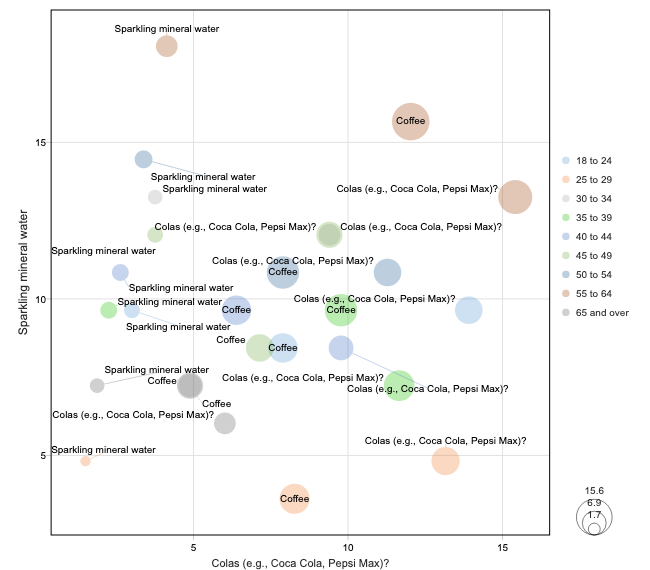 Sparkling mineral water
Coffee
15
Sparkling mineral water
Sparkling mineral water
Colas (e.g., Coca Cola, Pepsi Max)?
Colas (e.g., Coca Cola, Pepsi Max)?
Colas (e.g., Coca Cola, Pepsi Max)?
Sparkling mineral water
Colas (e.g., Coca Cola, Pepsi Max)?
Coffee
Sparkling mineral water
10
Sparkling mineral water
Colas (e.g., Coca Cola, Pepsi Max)?
Coffee
Coffee
Sparkling mineral water
Coffee
Coffee
Sparkling mineral water
Coffee
Colas (e.g., Coca Cola, Pepsi Max)?
Colas (e.g., Coca Cola, Pepsi Max)?
Coffee
Colas (e.g., Coca Cola, Pepsi Max)?
Colas (e.g., Coca Cola, Pepsi Max)?
Sparkling mineral water
5
Coffee
5
10
15
Colas (e.g., Coca Cola, Pepsi Max)?
Sparkling mineral water
18 to 24
25 to 29
30 to 34
35 to 39
40 to 44
45 to 49
50 to 54
55 to 64
65 and over
15.6
6.9
1.7